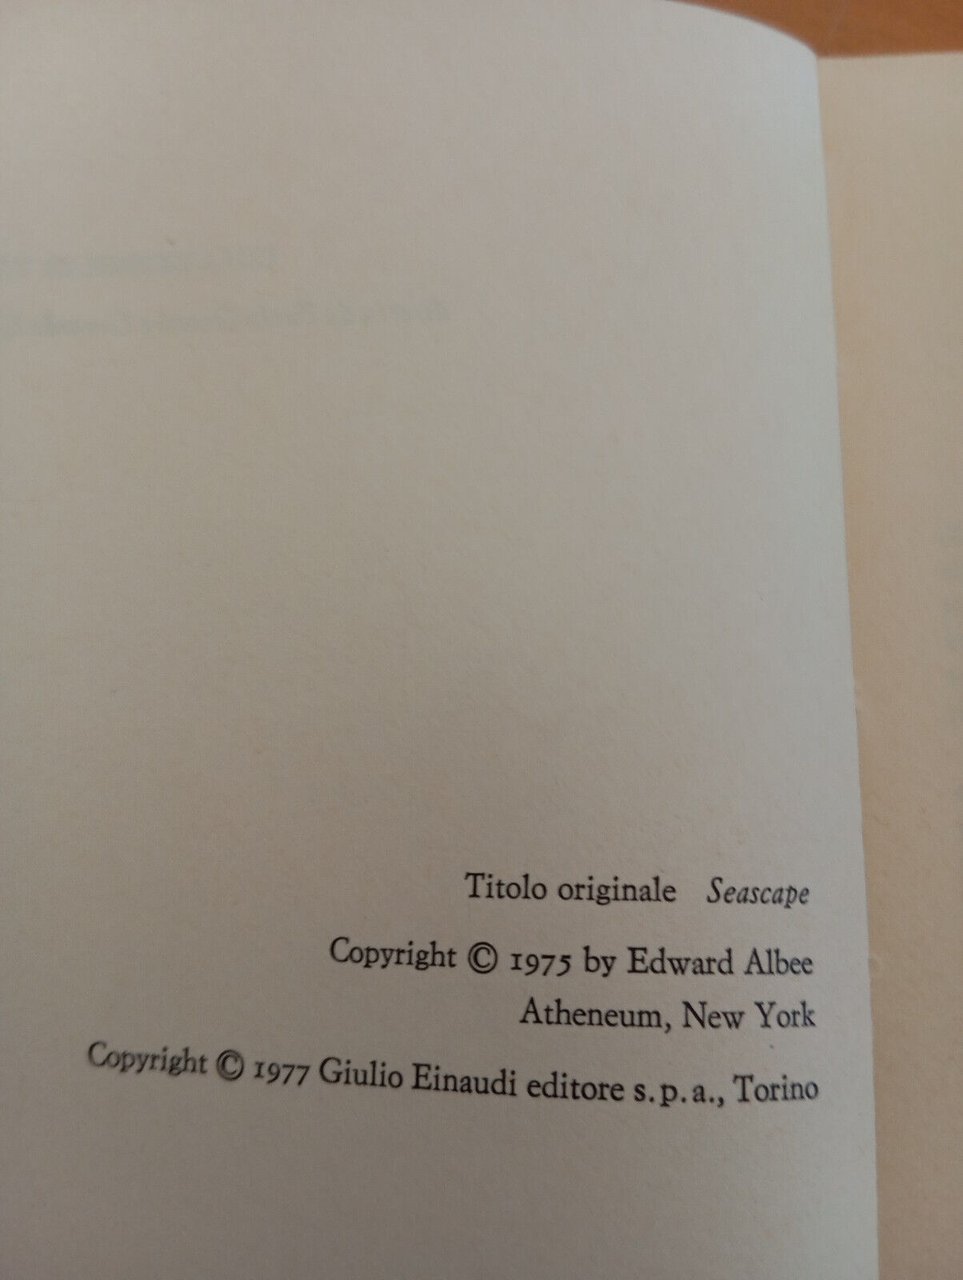 Titolo originale Seascape
Copyright © 1975 by Edward Albee
Atheneum, New York
Copyright © 1977 Giulio Einaudi editore s.p.a., Torino